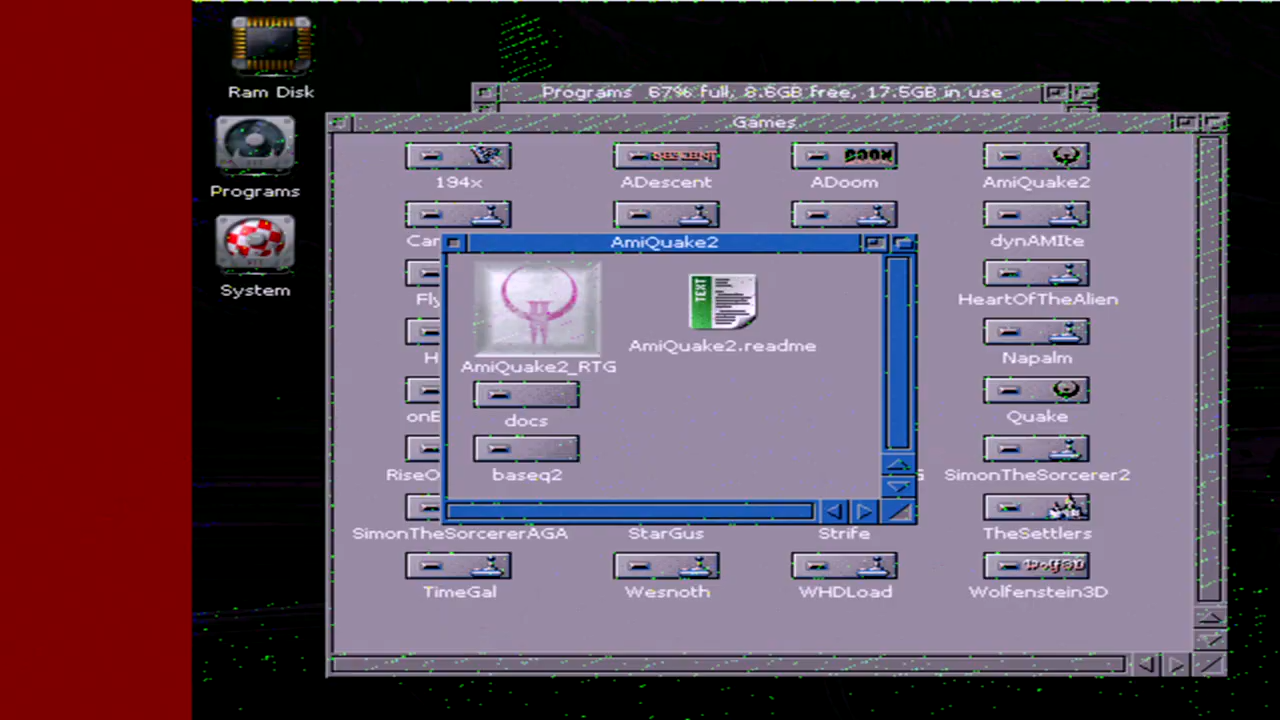 Ram Disk
Programs 67% full, 8.6GB free, 17.5GB in use
Games
Programs
194x
ADescent
ADoom
AmiQuake2
System
dynAMIte
AmiQuake2
HeartOfTheAlien
TEXT
AmiQuake2.readme
AmiQuake2_RTG
Napalm
docs
Quake
baseq2
SimonTheSorcerer2
SimonTheSorcererAGA
StarGus
Strife
TheSettlers
TimeGal
Wesnoth
WHDLoad
Wolfenstein3D